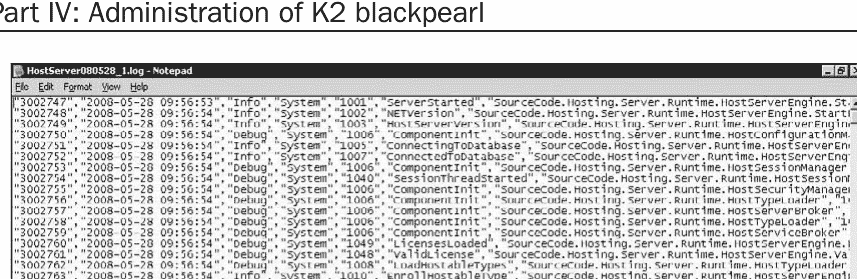 Part IV: Administration of K2 blackpearl
HostServer080528_1.log - Notepad
File Edit Format View Help
"3002747","2008-05-28 09:56:53","Info","System","1001","ServerStarted","SourceCode.Hosting.Server.Runtime.HostServerEngine.St
"3002748","2008-05-28 09:56:54","Info","System","1002","NETVersion","SourceCode.Hosting.Server.Runtime.HostServerEngine.Start
"3002749","2008-05-28 09:56:54","Info","System","1003","HostServerVersion","SourceCode.Hosting.Server.Runtime.HostServerEngin
"3002750","2008-05-28 09:56:54","Debug","System","1006","ComponentInit","SourceCode.Hosting.Server.Runtime.HostConfigurationM
"3002751","2008-05-28 09:56:54","Info","System","1005","ConnectingToDatabase","SourceCode.Hosting.Server.Runtime.HostServerEn
"3002752","2008-05-28 09:56:54","Info","System","1007","ConnectedToDatabase","SourceCode.Hosting.Server.Runtime.HostServerEng
"3002753","2008-05-28 09:56:54","Debug","System","1006","ComponentInit","SourceCode.Hosting.Server.Runtime.HostSessionManager
"3002754","2008-05-28 09:56:54","Debug","System","1040","SessionThreadStarted","SourceCode.Hosting.Server.Runtime.HostSession
"3002755","2008-05-28 09:56:54","Debug","System","1006","ComponentInit","SourceCode.Hosting.Server.Runtime.HostSecurityManage
"3002756","2008-05-28 09:56:54","Debug","System","1006","ComponentInit","SourceCode.Hosting.Server.Runtime.HostTypeLoader"
"3002757","2008-05-28 09:56:54","Debug","System","1006","ComponentInit","SourceCode.Hosting.Server.Runtime.HostServerBroker"
"3002758","2008-05-28 09:56:54","Debug","System","1006","ComponentInit","SourceCode.Hosting.Server.Runtime.HostTypeLoader"
"3002759","2008-05-28 09:56:54","Debug","System","1006","ComponentInit","SourceCode.Hosting.Server.Runtime.HostServiceBroker"
"3002760","2008-05-28 09:56:54","Debug","System","1049","LicensesLoaded","SourceCode.Hosting.Server.Runtime.HostServerEngine.
"3002761","2008-05-28 09:56:54","Debug","System","1048","ValidLicense","SourceCode.Hosting.Server.Runtime.HostServerEngine.Va
"3002762","2008-05-28 09:56:54","Debug","System","1008","LoadHostableTypes","SourceCode.Hosting.Server.Runtime.HostServerEngi
"3002763","2008-05-28 09:56:54","Info","System","1010","EnrollHostableType","SourceCode.Hosting.Server.Runtime.HostServerEng